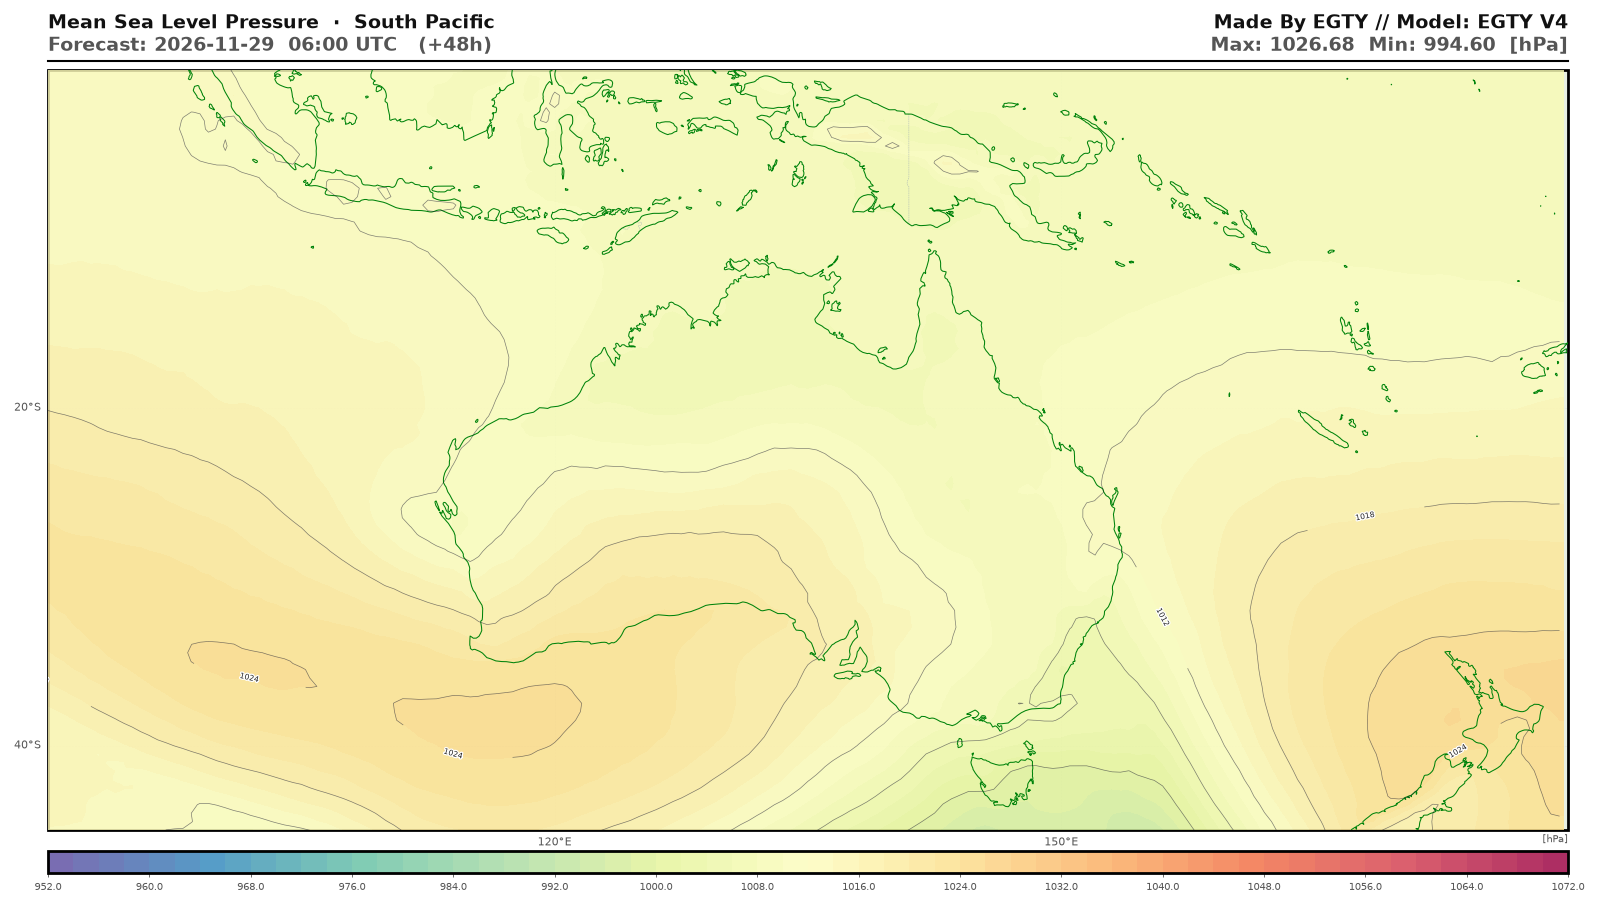 Mean Sea Level Pressure · South Pacific
Made By EGTY // Model: EGTY V4
Forecast: 2026-11-29 06:00 UTC (+48h)
Max: 1026.68 Min: 994.60 [hPa]
20°S
1018
1012
1024
40°S
1024
1024
120°E
150°E
[hPa]
952.0 960.0 968.0 976.0 984.0 992.0 1000.0 1008.0 1016.0 1024.0 1032.0 1040.0 1048.0 1056.0 1064.0 1072.0